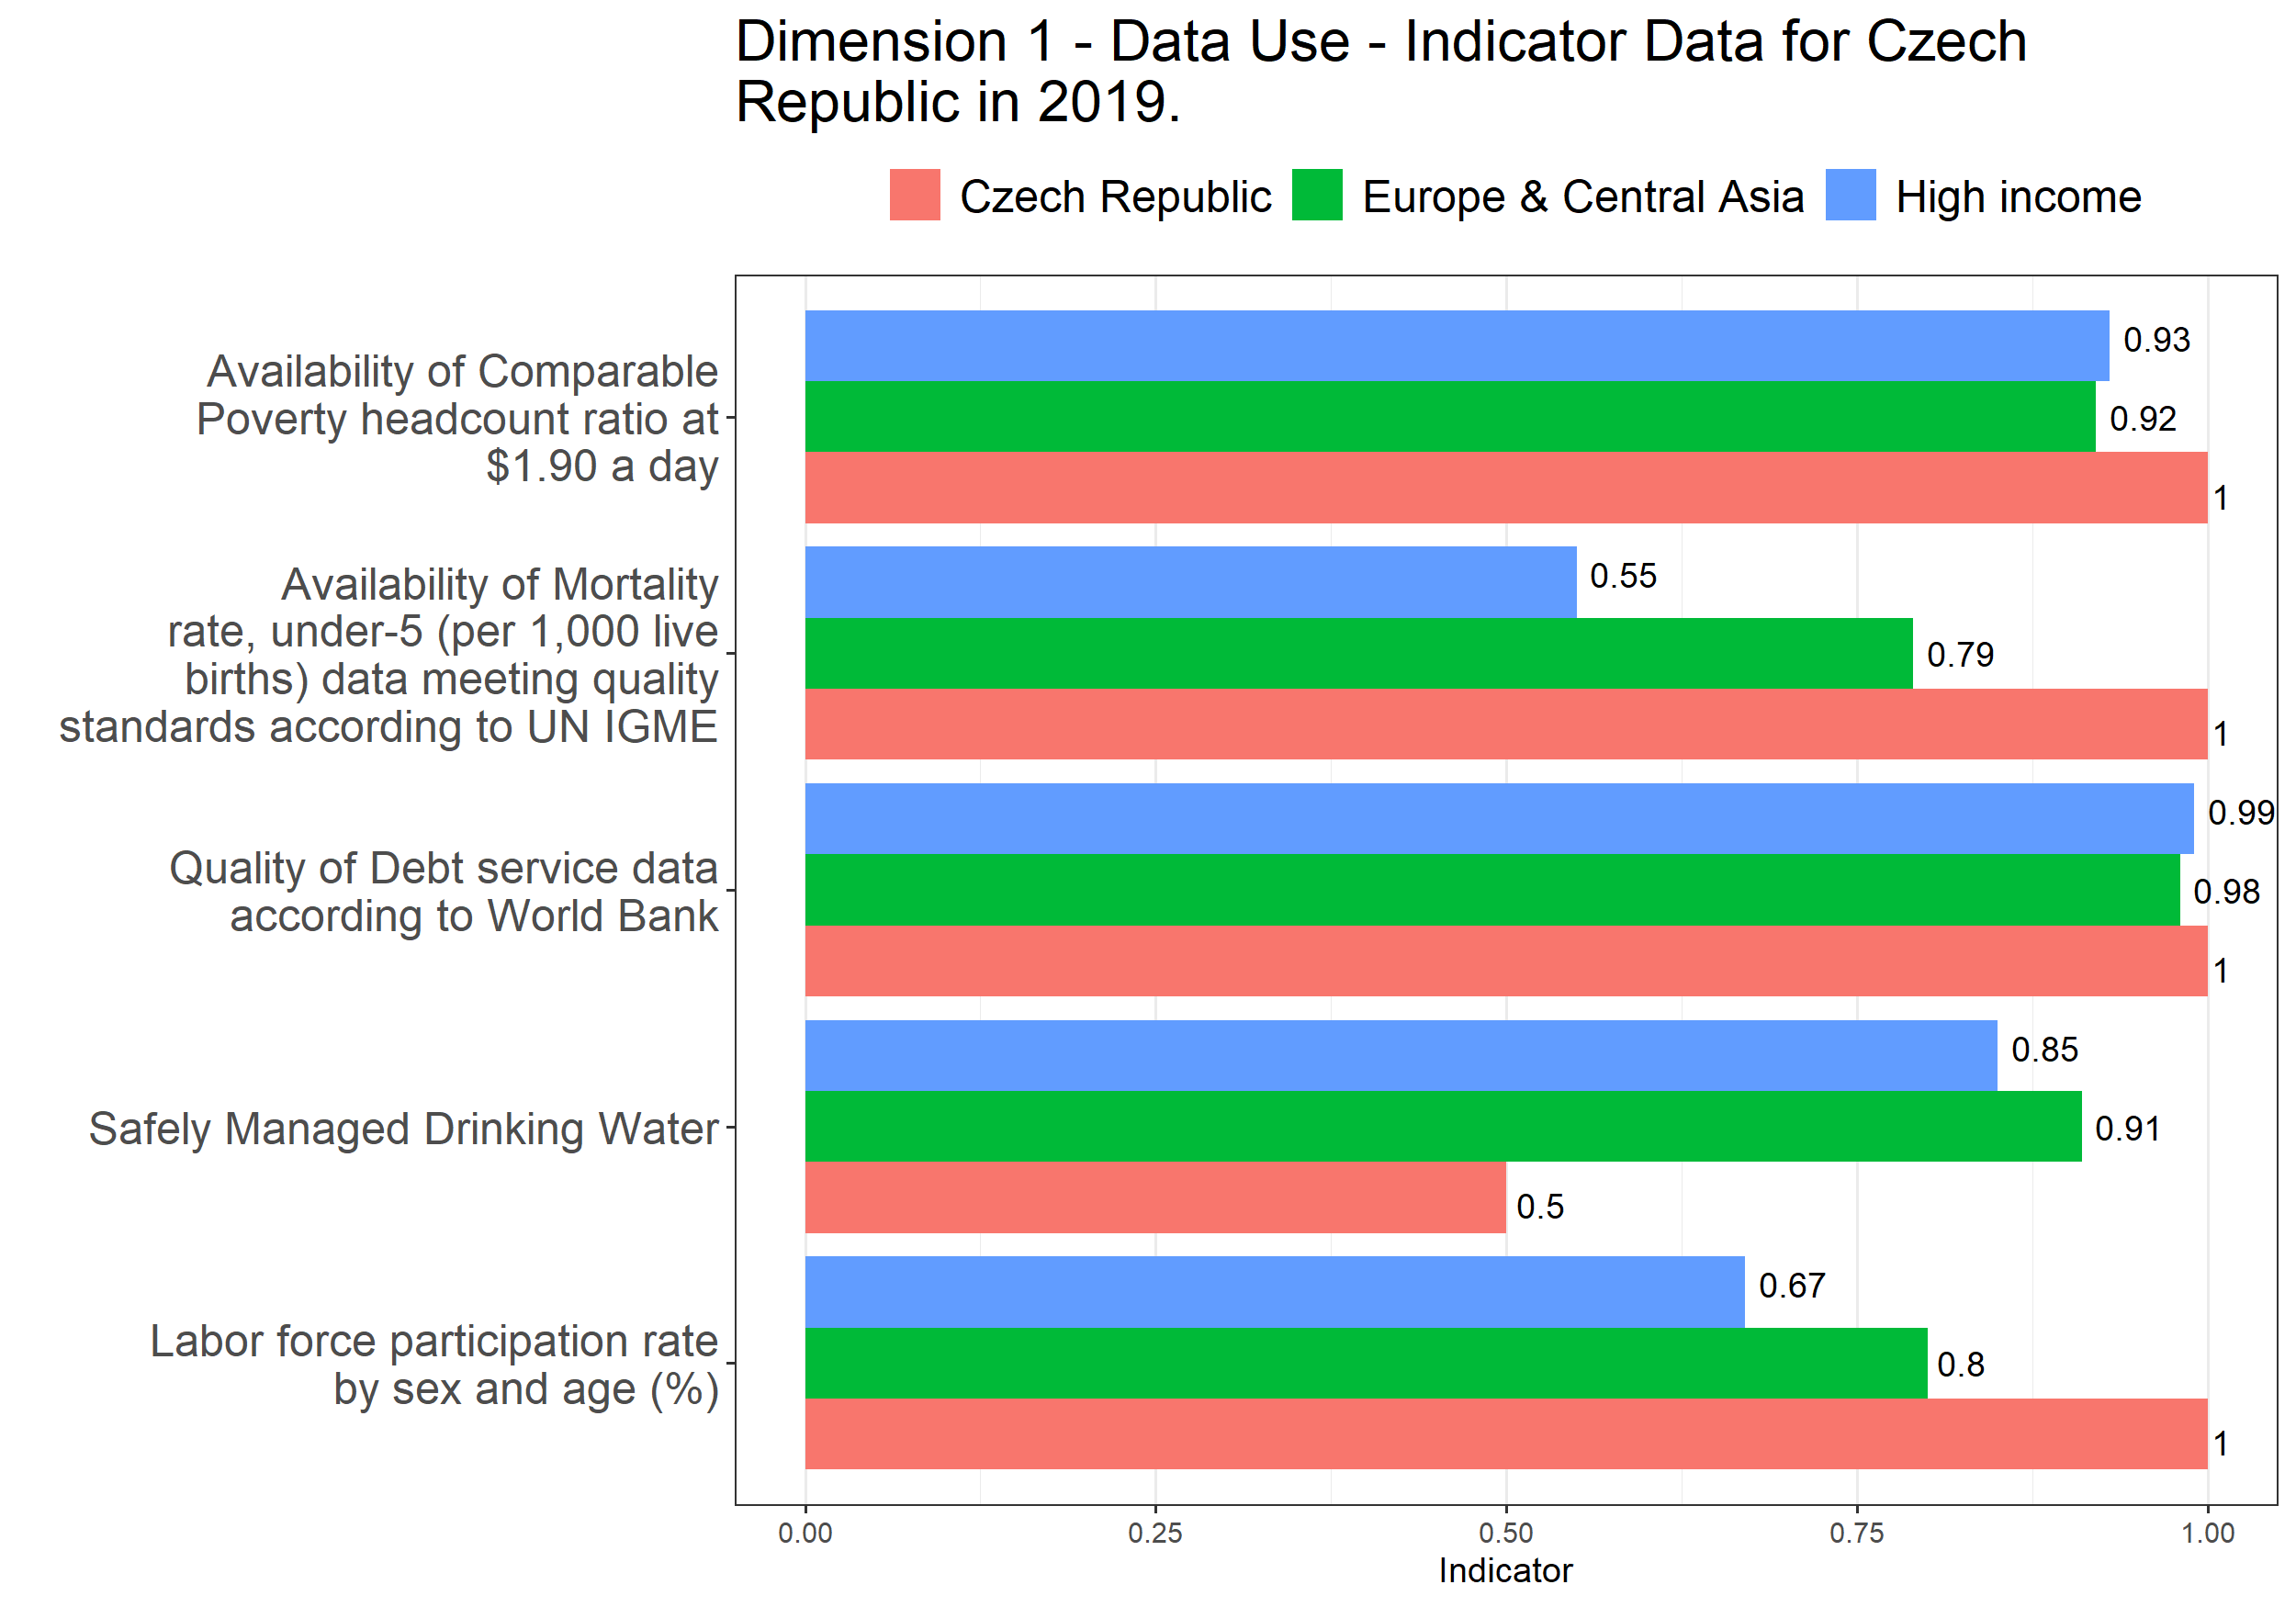 Dimension 1 - Data Use - Indicator Data for Czech
Republic in 2019.
Czech Republic Europe & Central Asia High income
Availability of Comparable
Poverty headcount ratio at
$1.90 a day
0.93
0.92
1
Availability of Mortality
rate, under-5 (per 1,000 live
births) data meeting quality
standards according to UN IGME
0.55
0.79
1
Quality of Debt service data
according to World Bank
0.99
0.98
1
Safely Managed Drinking Water
0.85
0.91
0.5
Labor force participation rate
by sex and age (%)
0.67
0.8
1
0.00 0.25 0.50 0.75 1.00
Indicator